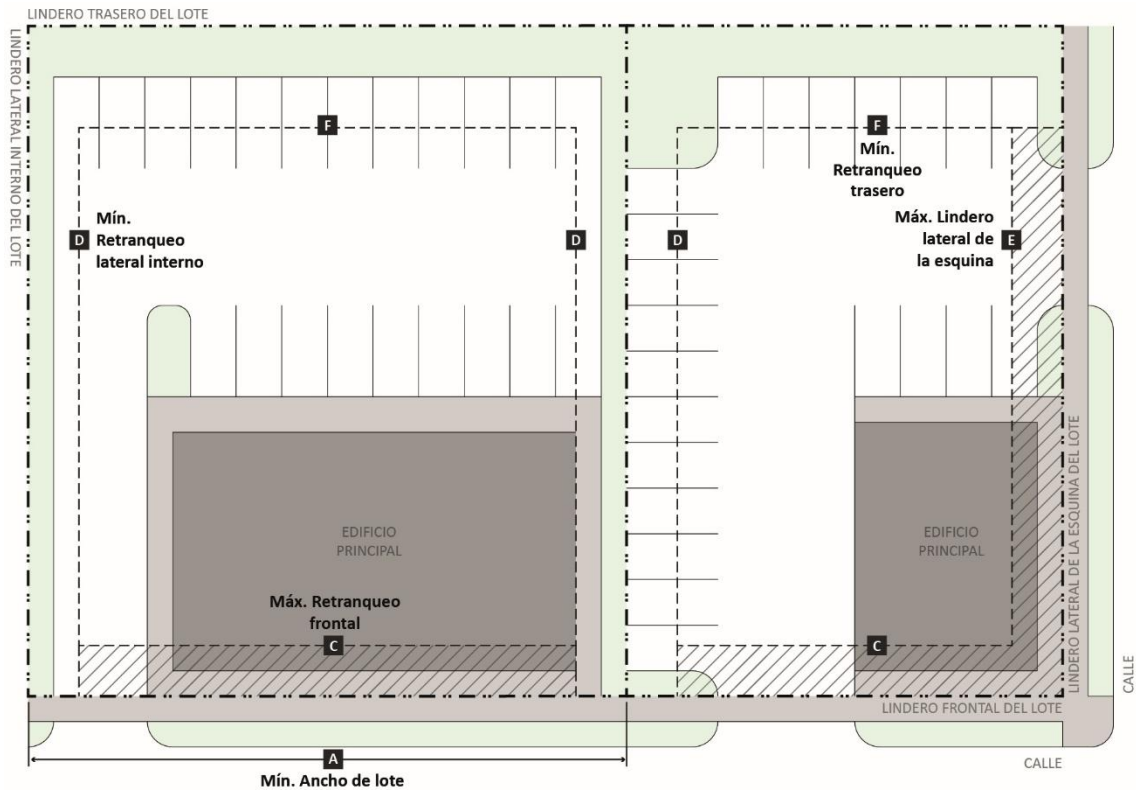 LINDERO TRASERO DEL LOTE
LINDERO LATERAL INTERNO DEL LOTE
F
F
Mín.
Retranqueo
trasero
D
Mín.
Retranqueo
lateral interno
D
D
Máx. Lindero
lateral de
la esquina
E
EDIFICIO
PRINCIPAL
EDIFICIO
PRINCIPAL
Máx. Retranqueo
frontal
C
C
LINDERO LATERAL DE LA ESQUINA DEL LOTE
CALLE
LINDERO FRONTAL DEL LOTE
A
Mín. Ancho de lote
CALLE